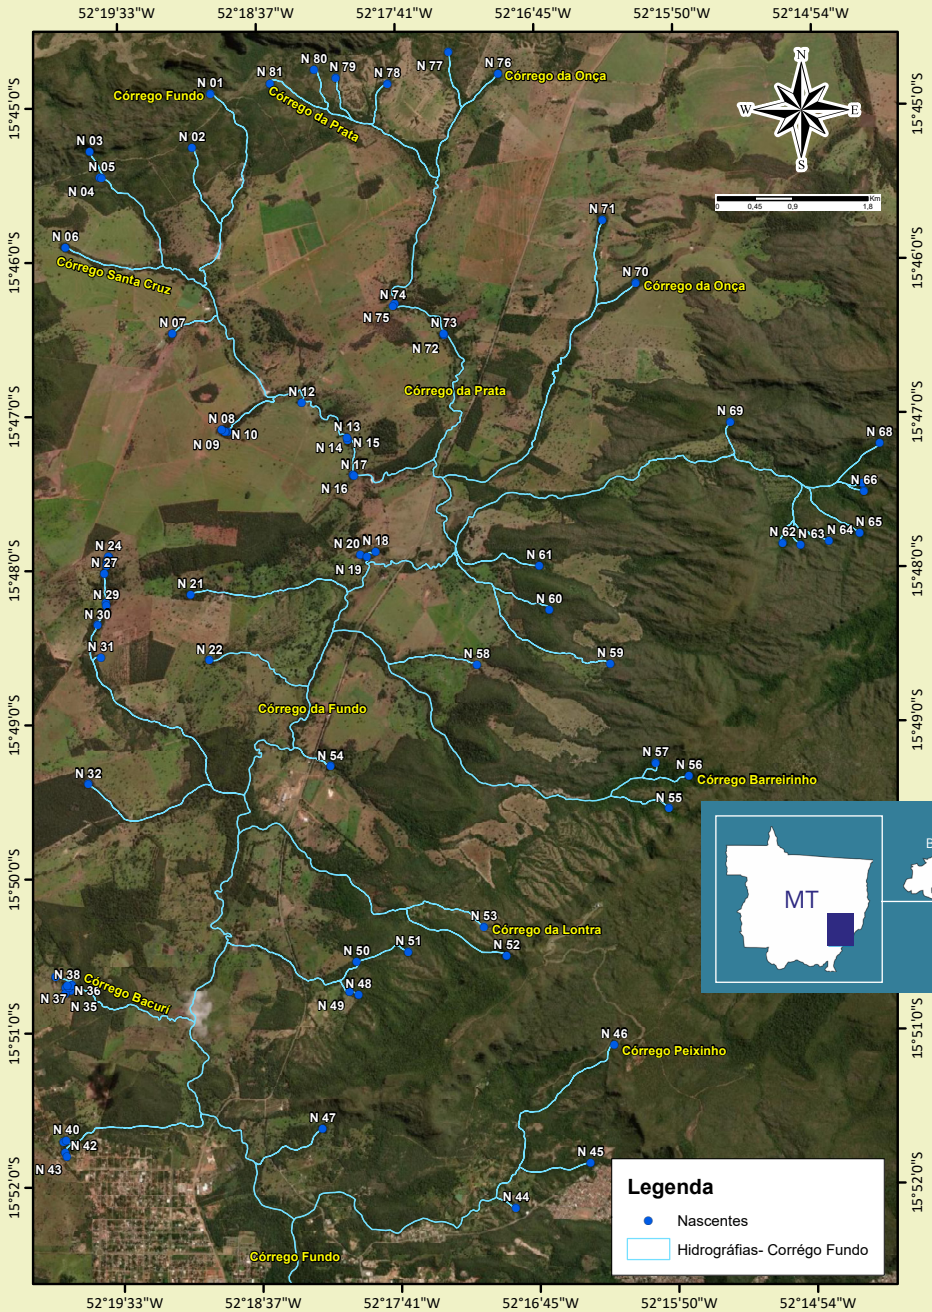 52°19'33"W 52°18'37"W 52°17'41"W 52°16'45"W 52°15'50"W 52°14'54"W
N 80
N 79
N 77
N 76
N 81
N 78
Córrego da Onça
N 01
Córrego Fundo
Córrego da Prata
N
W
E
S
15°45'0"S
15°45'0"S
N 03
N 02
N 05
N 04
Km
0 0,45 0,9 1,8
N 71
N 06
Córrego Santa Cruz
15°46'0"S
15°46'0"S
N 70
Córrego da Onça
N 74
N 75
N 07
N 73
N 72
Córrego da Prata
N 12
15°47'0"S
15°47'0"S
N 69
N 08
N 10
N 09
N 13
N 14
N 15
N 68
N 17
N 16
N 66
N 65
N 62
N 63
N 64
N 18
N 20
N 19
N 61
N 24
N 27
15°48'0"S
15°48'0"S
N 21
N 29
N 60
N 30
N 31
N 22
N 58
N 59
Córrego da Fundo
15°49'0"S
15°49'0"S
N 54
N 57
N 56
Córrego Barreirinho
N 32
N 55
MT
B
15°50'0"S
N 53
Córrego da Lontra
N 52
N 51
N 50
N 38
Córrego Bacuri
N 36
N 37
N 35
N 48
N 49
15°51'0"S
15°51'0"S
N 46
Córrego Peixinho
N 47
N 40
N 42
N 43
N 45
N 44
15°52'0"S
15°52'0"S
Legenda
Nascentes
Hidrográfias- Corrégo Fundo
Córrego Fundo
52°19'33"W 52°18'37"W 52°17'41"W 52°16'45"W 52°15'50"W 52°14'54"W